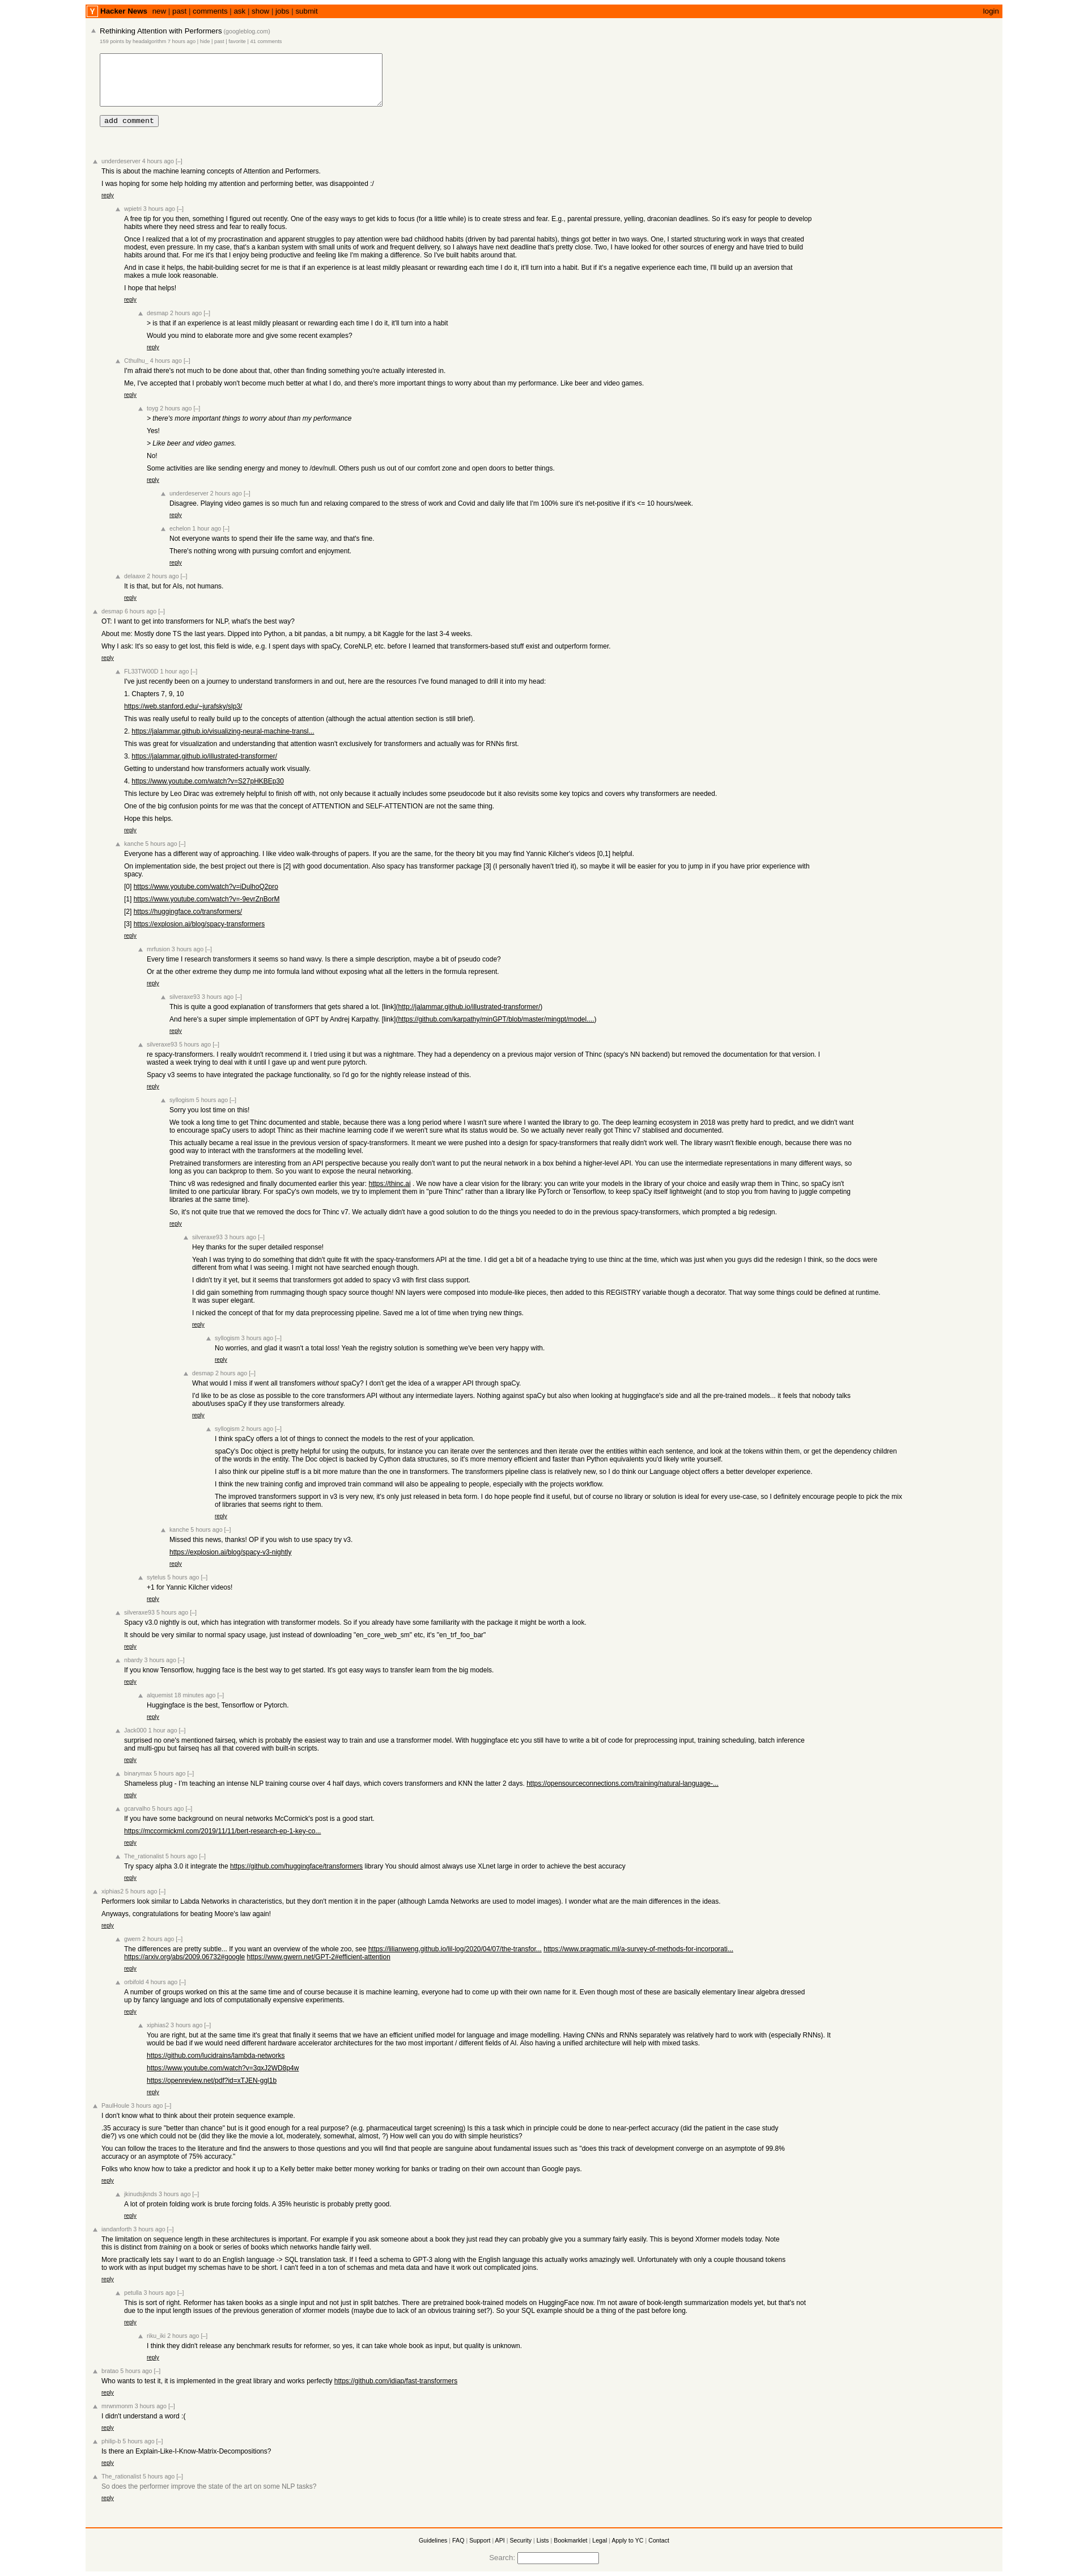 Y Hacker News new | past | comments | ask | show | jobs | submit login
Rethinking Attention with Performers (googleblog.com)
159 points by headalgorithm 7 hours ago | hide | past | favorite | 41 comments
add comment
underdeserver 4 hours ago [–]
This is about the machine learning concepts of Attention and Performers.
I was hoping for some help holding my attention and performing better, was disappointed :/
reply
wpietri 3 hours ago [–]
A free tip for you then, something I figured out recently. One of the easy ways to get kids to focus (for a little while) is to create stress and fear. E.g., parental pressure, yelling, draconian deadlines. So it's easy for people to develop
habits where they need stress and fear to really focus.
Once I realized that a lot of my procrastination and apparent struggles to pay attention were bad childhood habits (driven by bad parental habits), things got better in two ways. One, I started structuring work in ways that created
modest, even pressure. In my case, that's a kanban system with small units of work and frequent delivery, so I always have next deadline that's pretty close. Two, I have looked for other sources of energy and have tried to build
habits around that. For me it's that I enjoy being productive and feeling like I'm making a difference. So I've built habits around that.
And in case it helps, the habit-building secret for me is that if an experience is at least mildly pleasant or rewarding each time I do it, it'll turn into a habit. But if it's a negative experience each time, I'll build up an aversion that
makes a mule look reasonable.
I hope that helps!
reply
desmap 2 hours ago [–]
> is that if an experience is at least mildly pleasant or rewarding each time I do it, it'll turn into a habit
Would you mind to elaborate more and give some recent examples?
reply
Cthulhu_ 4 hours ago [–]
I'm afraid there's not much to be done about that, other than finding something you're actually interested in.
Me, I've accepted that I probably won't become much better at what I do, and there's more important things to worry about than my performance. Like beer and video games.
reply
toyg 2 hours ago [–]
> there's more important things to worry about than my performance
Yes!
> Like beer and video games.
No!
Some activities are like sending energy and money to /dev/null. Others push us out of our comfort zone and open doors to better things.
reply
underdeserver 2 hours ago [–]
Disagree. Playing video games is so much fun and relaxing compared to the stress of work and Covid and daily life that I'm 100% sure it's net-positive if it's <= 10 hours/week.
reply
echelon 1 hour ago [–]
Not everyone wants to spend their life the same way, and that's fine.
There's nothing wrong with pursuing comfort and enjoyment.
reply
delaaxe 2 hours ago [–]
It is that, but for AIs, not humans.
reply
desmap 6 hours ago [–]
OT: I want to get into transformers for NLP, what's the best way?
About me: Mostly done TS the last years. Dipped into Python, a bit pandas, a bit numpy, a bit Kaggle for the last 3-4 weeks.
Why I ask: It's so easy to get lost, this field is wide, e.g. I spent days with spaCy, CoreNLP, etc. before I learned that transformers-based stuff exist and outperform former.
reply
FL33TW00D 1 hour ago [–]
I've just recently been on a journey to understand transformers in and out, here are the resources I've found managed to drill it into my head:
1. Chapters 7, 9, 10
https://web.stanford.edu/~jurafsky/slp3/
This was really useful to really build up to the concepts of attention (although the actual attention section is still brief).
2. https://jalammar.github.io/visualizing-neural-machine-transl...
This was great for visualization and understanding that attention wasn't exclusively for transformers and actually was for RNNs first.
3. https://jalammar.github.io/illustrated-transformer/
Getting to understand how transformers actually work visually.
4. https://www.youtube.com/watch?v=S27pHKBEp30
This lecture by Leo Dirac was extremely helpful to finish off with, not only because it actually includes some pseudocode but it also revisits some key topics and covers why transformers are needed.
One of the big confusion points for me was that the concept of ATTENTION and SELF-ATTENTION are not the same thing.
Hope this helps.
reply
kanche 5 hours ago [–]
Everyone has a different way of approaching. I like video walk-throughs of papers. If you are the same, for the theory bit you may find Yannic Kilcher's videos [0,1] helpful.
On implementation side, the best project out there is [2] with good documentation. Also spacy has transformer package [3] (I personally haven't tried it), so maybe it will be easier for you to jump in if you have prior experience with
spacy.
[0] https://www.youtube.com/watch?v=iDulhoQ2pro
[1] https://www.youtube.com/watch?v=-9evrZnBorM
[2] https://huggingface.co/transformers/
[3] https://explosion.ai/blog/spacy-transformers
reply
mrfusion 3 hours ago [–]
Every time I research transformers it seems so hand wavy. Is there a simple description, maybe a bit of pseudo code?
Or at the other extreme they dump me into formula land without exposing what all the letters in the formula represent.
reply
silveraxe93 3 hours ago [–]
This is quite a good explanation of transformers that gets shared a lot. [link](http://jalammar.github.io/illustrated-transformer/)
And here's a super simple implementation of GPT by Andrej Karpathy. [link](https://github.com/karpathy/minGPT/blob/master/mingpt/model....)
reply
silveraxe93 5 hours ago [–]
re spacy-transformers. I really wouldn't recommend it. I tried using it but was a nightmare. They had a dependency on a previous major version of Thinc (spacy's NN backend) but removed the documentation for that version. I
wasted a week trying to deal with it until I gave up and went pure pytorch.
Spacy v3 seems to have integrated the package functionality, so I'd go for the nightly release instead of this.
reply
syllogism 5 hours ago [–]
Sorry you lost time on this!
We took a long time to get Thinc documented and stable, because there was a long period where I wasn't sure where I wanted the library to go. The deep learning ecosystem in 2018 was pretty hard to predict, and we didn't want
to encourage spaCy users to adopt Thinc as their machine learning code if we weren't sure what its status would be. So we actually never really got Thinc v7 stablised well and documented.
This actually became a real issue in the previous version of spacy-transformers. It meant we were pushed into a design for spacy-transformers that really didn't work well. The library wasn't flexible enough, because there was no
good way to interact with the transformers at the modelling level.
Pretrained transformers are interesting from an API perspective because you really don't want to put the neural network in a box behind a higher-level API. You can use the intermediate representations in many different ways, so
long as you can backprop to them. So you want to expose the neural networking.
Thinc v8 was redesigned and finally documented earlier this year: https://thinc.ai . We now have a clear vision for the library: you can write your models in the library of your choice and easily wrap them in Thinc, so spaCy isn't
limited to one particular library. For spaCy's own models, we try to implement them in "pure Thinc" rather than a library like PyTorch or Tensorflow, to keep spaCy itself lightweight (and to stop you from having to juggle competing
libraries at the same time).
So, it's not quite true that we removed the docs for Thinc v7. We actually didn't have a good solution to do the things you needed to do in the previous spacy-transformers, which prompted a big redesign.
reply
silveraxe93 3 hours ago [–]
Hey thanks for the super detailed response!
Yeah I was trying to do something that didn't quite fit with the spacy-transformers API at the time. I did get a bit of a headache trying to use thinc at the time, which was just when you guys did the redesign I think, so the docs were
different from what I was seeing. I might not have searched enough though.
I didn't try it yet, but it seems that transformers got added to spacy v3 with first class support.
I did gain something from rummaging though spacy source though! NN layers were composed into module-like pieces, then added to this REGISTRY variable though a decorator. That way some things could be defined at runtime.
It was super elegant.
I nicked the concept of that for my data preprocessing pipeline. Saved me a lot of time when trying new things.
reply
syllogism 3 hours ago [–]
No worries, and glad it wasn't a total loss! Yeah the registry solution is something we've been very happy with.
reply
desmap 2 hours ago [–]
What would I miss if went all transfomers without spaCy? I don't get the idea of a wrapper API through spaCy.
I'd like to be as close as possible to the core transformers API without any intermediate layers. Nothing against spaCy but also when looking at huggingface's side and all the pre-trained models... it feels that nobody talks
about/uses spaCy if they use transformers already.
reply
syllogism 2 hours ago [–]
I think spaCy offers a lot of things to connect the models to the rest of your application.
spaCy's Doc object is pretty helpful for using the outputs, for instance you can iterate over the sentences and then iterate over the entities within each sentence, and look at the tokens within them, or get the dependency children
of the words in the entity. The Doc object is backed by Cython data structures, so it's more memory efficient and faster than Python equivalents you'd likely write yourself.
I also think our pipeline stuff is a bit more mature than the one in transformers. The transformers pipeline class is relatively new, so I do think our Language object offers a better developer experience.
I think the new training config and improved train command will also be appealing to people, especially with the projects workflow.
The improved transformers support in v3 is very new, it's only just released in beta form. I do hope people find it useful, but of course no library or solution is ideal for every use-case, so I definitely encourage people to pick the mix
of libraries that seems right to them.
reply
kanche 5 hours ago [–]
Missed this news, thanks! OP if you wish to use spacy try v3.
https://explosion.ai/blog/spacy-v3-nightly
reply
sytelus 5 hours ago [–]
+1 for Yannic Kilcher videos!
reply
silveraxe93 5 hours ago [–]
Spacy v3.0 nightly is out, which has integration with transformer models. So if you already have some familiarity with the package it might be worth a look.
It should be very similar to normal spacy usage, just instead of downloading "en_core_web_sm" etc, it's "en_trf_foo_bar"
reply
ribardy 3 hours ago [–]
If you know Tensorflow, hugging face is the best way to get started. It's got easy ways to transfer learn from the big models.
reply
alquemist 18 minutes ago [–]
Huggingface is the best, Tensorflow or Pytorch.
reply
Jack000 1 hour ago [–]
surprised no one's mentioned fairseq, which is probably the easiest way to train and use a transformer model. With huggingface etc you still have to write a bit of code for preprocessing input, training scheduling, batch inference
and multi-gpu but fairseq has all that covered with built-in scripts.
reply
binarymax 5 hours ago [–]
Shameless plug - I'm teaching an intense NLP training course over 4 half days, which covers transformers and KNN the latter 2 days. https://opensourceconnections.com/training/natural-language-...
reply
gcarvalho 5 hours ago [–]
If you have some background on neural networks McCormick's post is a good start.
https://mccormickml.com/2019/11/11/bert-research-ep-1-key-co...
reply
The_rationalist 5 hours ago [–]
Try spacy alpha 3.0 it integrate the https://github.com/huggingface/transformers library You should almost always use XLnet large in order to achieve the best accuracy
reply
xiphias2 5 hours ago [–]
Performers look similar to Labda Networks in characteristics, but they don't mention it in the paper (although Lamda Networks are used to model images). I wonder what are the main differences in the ideas.
Anyways, congratulations for beating Moore's law again!
reply
gwern 2 hours ago [–]
The differences are pretty subtle... If you want an overview of the whole zoo, see https://lilianweng.github.io/lil-log/2020/04/07/the-transfor... https://www.pragmatic.ml/a-survey-of-methods-for-incorporati...
https://arxiv.org/abs/2009.06732#google https://www.gwern.net/GPT-2#efficient-attention
reply
orbifold 4 hours ago [–]
A number of groups worked on this at the same time and of course because it is machine learning, everyone had to come up with their own name for it. Even though most of these are basically elementary linear algebra dressed
up by fancy language and lots of computationally expensive experiments.
reply
xiphias2 3 hours ago [–]
You are right, but at the same time it's great that finally it seems that we have an efficient unified model for language and image modelling. Having CNNs and RNNs separately was relatively hard to work with (especially RNNs). It
would be bad if we would need different hardware accelerator architectures for the two most important / different fields of AI. Also having a unified architecture will help with mixed tasks.
https://github.com/lucidrains/lambda-networks
https://www.youtube.com/watch?v=3qxJ2WD8p4w
https://openreview.net/pdf?id=xTJEN-ggl1b
reply
PaulHoule 3 hours ago [–]
I don't know what to think about their protein sequence example.
.35 accuracy is sure "better than chance" but is it good enough for a real purpose? (e.g. pharmaceutical target screening) Is this a task which in principle could be done to near-perfect accuracy (did the patient in the case study
die?) vs one which could not be (did they like the movie a lot, moderately, somewhat, almost, ?) How well can you do with simple heuristics?
You can follow the traces to the literature and find the answers to those questions and you will find that people are sanguine about fundamental issues such as "does this track of development converge on an asymptote of 99.8%
accuracy or an asymptote of 75% accuracy."
Folks who know how to take a predictor and hook it up to a Kelly better make better money working for banks or trading on their own account than Google pays.
reply
jkinudsjknds 3 hours ago [–]
A lot of protein folding work is brute forcing folds. A 35% heuristic is probably pretty good.
reply
iandanforth 3 hours ago [–]
The limitation on sequence length in these architectures is important. For example if you ask someone about a book they just read they can probably give you a summary fairly easily. This is beyond Xformer models today. Note
this is distinct from training on a book or series of books which networks handle fairly well.
More practically lets say I want to do an English language -> SQL translation task. If I feed a schema to GPT-3 along with the English language this actually works amazingly well. Unfortunately with only a couple thousand tokens
to work with as input budget my schemas have to be short. I can't feed in a ton of schemas and meta data and have it work out complicated joins.
reply
petulla 3 hours ago [–]
This is sort of right. Reformer has taken books as a single input and not just in split batches. There are pretrained book-trained models on HuggingFace now. I'm not aware of book-length summarization models yet, but that's not
due to the input length issues of the previous generation of xformer models (maybe due to lack of an obvious training set?). So your SQL example should be a thing of the past before long.
reply
riku_iki 2 hours ago [–]
I think they didn't release any benchmark results for reformer, so yes, it can take whole book as input, but quality is unknown.
reply
bratao 5 hours ago [–]
Who wants to test it, it is implemented in the great library and works perfectly https://github.com/idiap/fast-transformers
reply
mrwnmonm 3 hours ago [–]
I didn't understand a word :(
reply
philip-b 5 hours ago [–]
Is there an Explain-Like-I-Know-Matrix-Decompositions?
reply
The_rationalist 5 hours ago [–]
So does the performer improve the state of the art on some NLP tasks?
reply
Guidelines | FAQ | Support | API | Security | Lists | Bookmarklet | Legal | Apply to YC | Contact
Search: